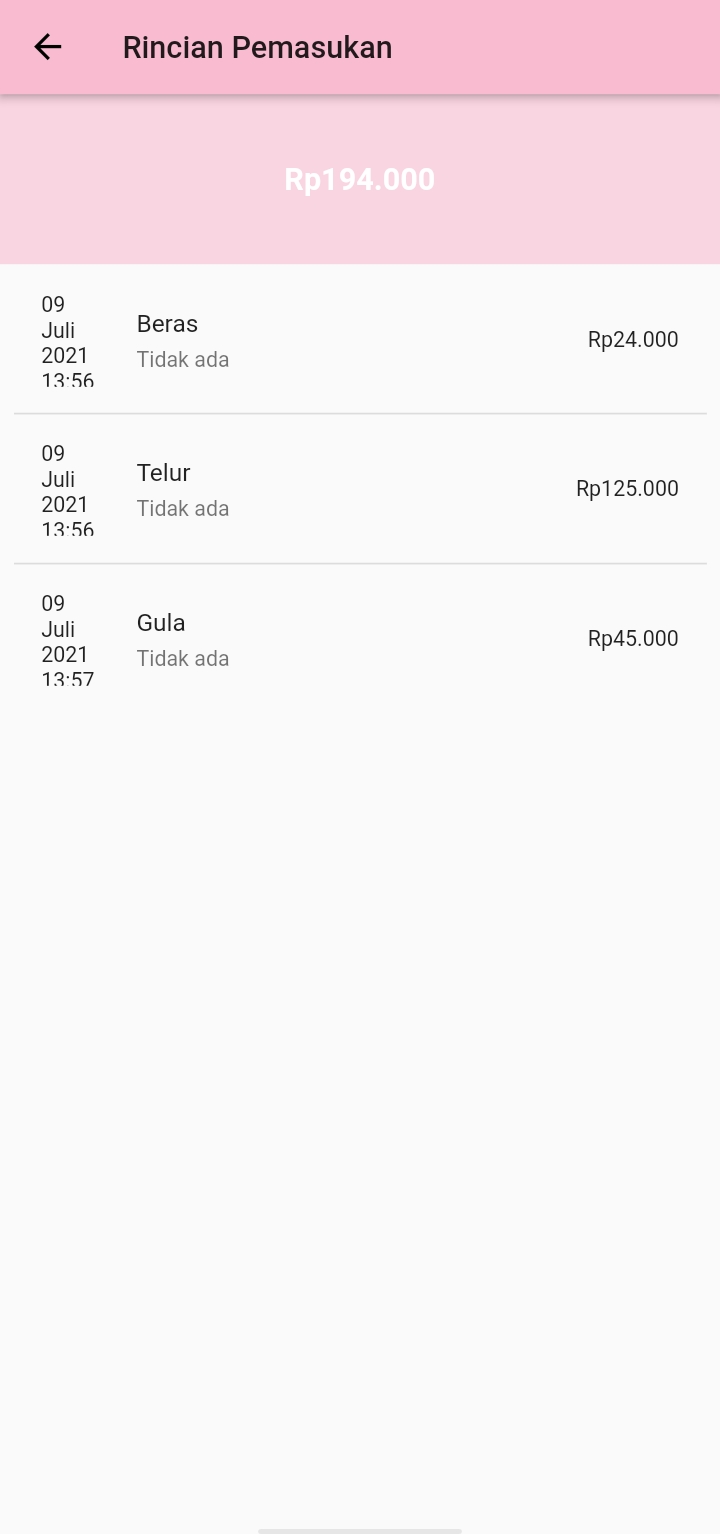 Rincian Pemasukan
Rp194.000
09
Juli
2021
13:56
Beras
Tidak ada
Rp24.000
09
Juli
2021
13:56
Telur
Tidak ada
Rp125.000
09
Juli
2021
13:57
Gula
Tidak ada
Rp45.000